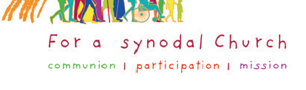 For a synodal Church
communion | participation | mission